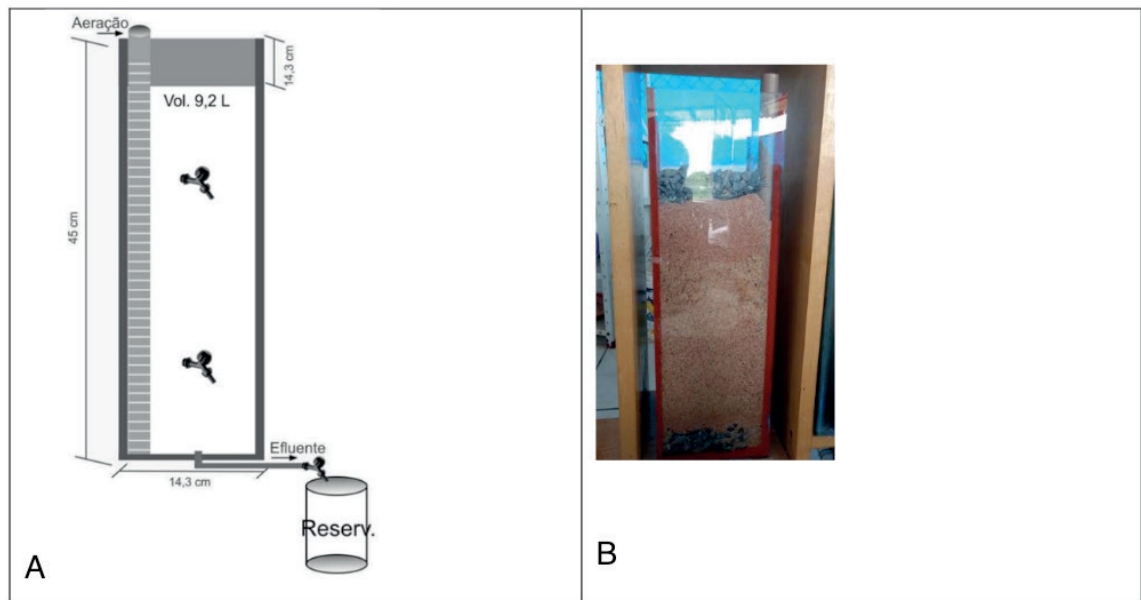 Aeração
14,3 cm
Vol. 9,2 L
45 cm
Efluente
14,3 cm
Reserv.
A
B